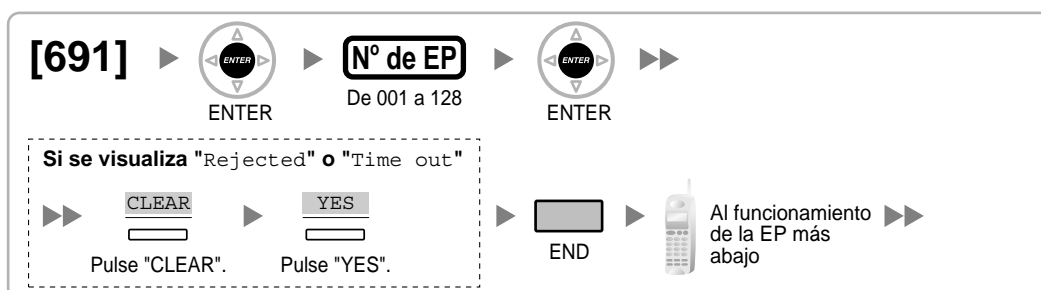 [691] ENTER Nº de EP ENTER
ENTER De 001 a 128 ENTER
Si se visualiza "Rejected" o "Time out"
CLEAR YES
Pulse "CLEAR". Pulse "YES".
END
Al funcionamiento
de la EP más
abajo